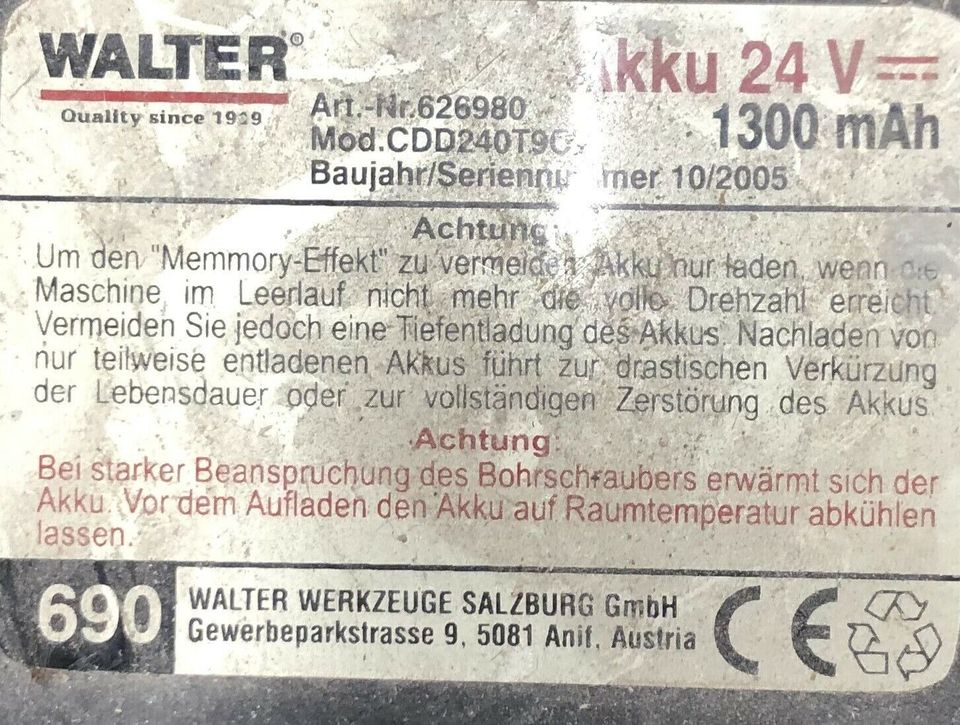 WALTER®
Quality since 1929
Akku 24 V
1300 mAh
Art.-Nr.626980
Mod.CDD240T9C
Baujahr/Seriennummer 10/2005
Achtung:
Um den "Memmory-Effekt" zu vermeiden Akku nur laden, wenn die
Maschine im Leerlauf nicht mehr die volle Drehzahl erreicht.
Vermeiden Sie jedoch eine Tiefentladung des Akkus. Nachladen von
nur teilweise entladenen Akkus führt zur drastischen Verkürzung
der Lebensdauer oder zur vollständigen Zerstörung des Akkus.
Achtung:
Bei starker Beanspruchung des Bohrschraubers erwärmt sich der
Akku. Vor dem Aufladen den Akku auf Raumtemperatur abkühlen
lassen.
690
WALTER WERKZEUGE SALZBURG GmbH
Gewerbeparkstrasse 9, 5081 Anif, Austria
CE